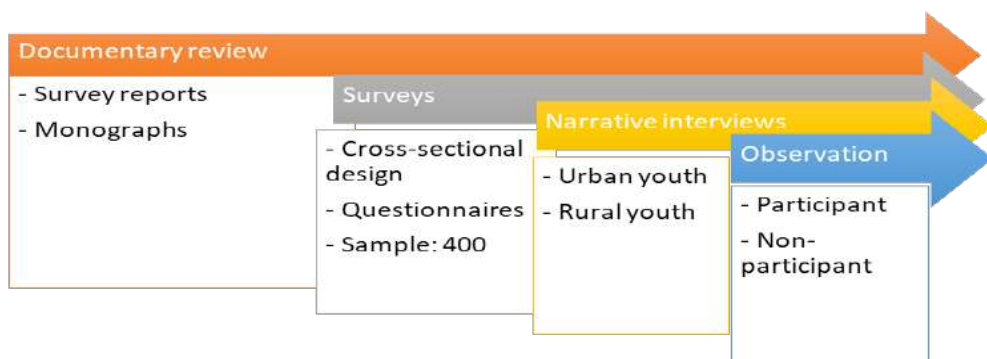 Documentary review
- Survey reports
- Monographs
Surveys
- Cross-sectional
design
- Questionnaires
- Sample: 400
Narrative interviews
- Urban youth
- Rural youth
Observation
- Participant
- Non-
participant